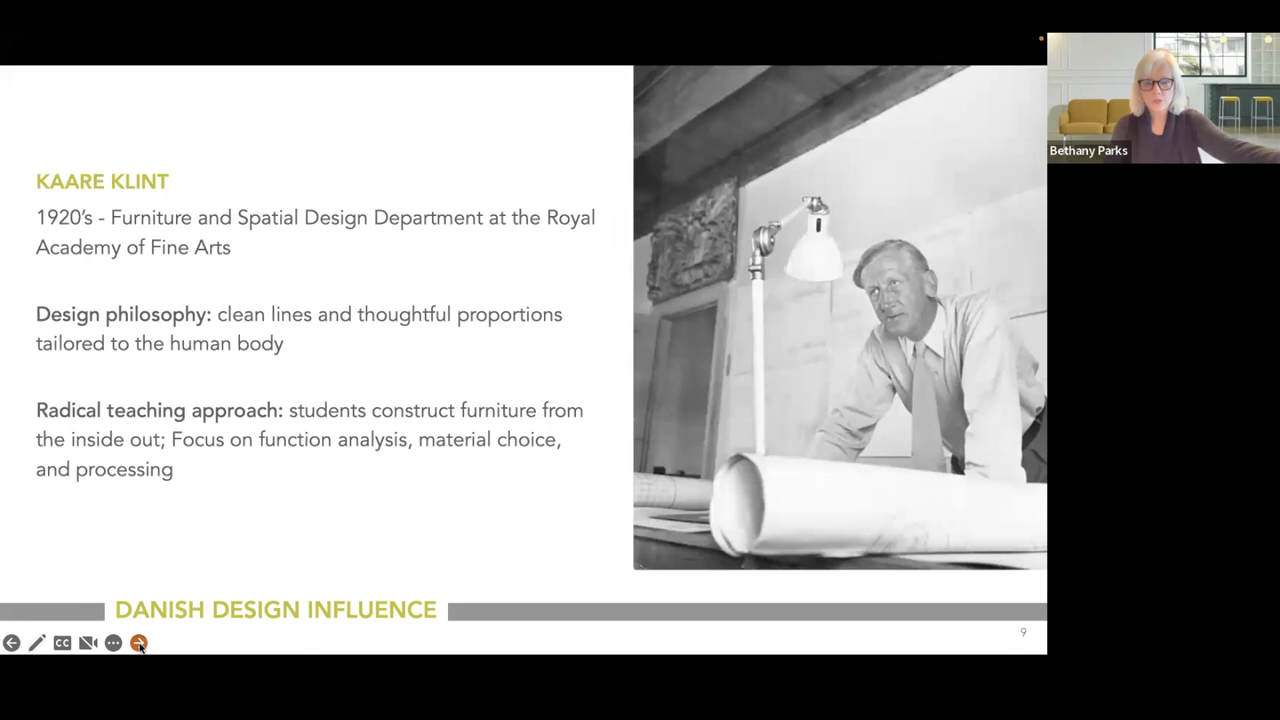 Bethany Parks
KAARE KLINT
1920’s - Furniture and Spatial Design Department at the Royal
Academy of Fine Arts
Design philosophy: clean lines and thoughtful proportions
tailored to the human body
Radical teaching approach: students construct furniture from
the inside out; Focus on function analysis, material choice,
and processing
DANISH DESIGN INFLUENCE
9
CC